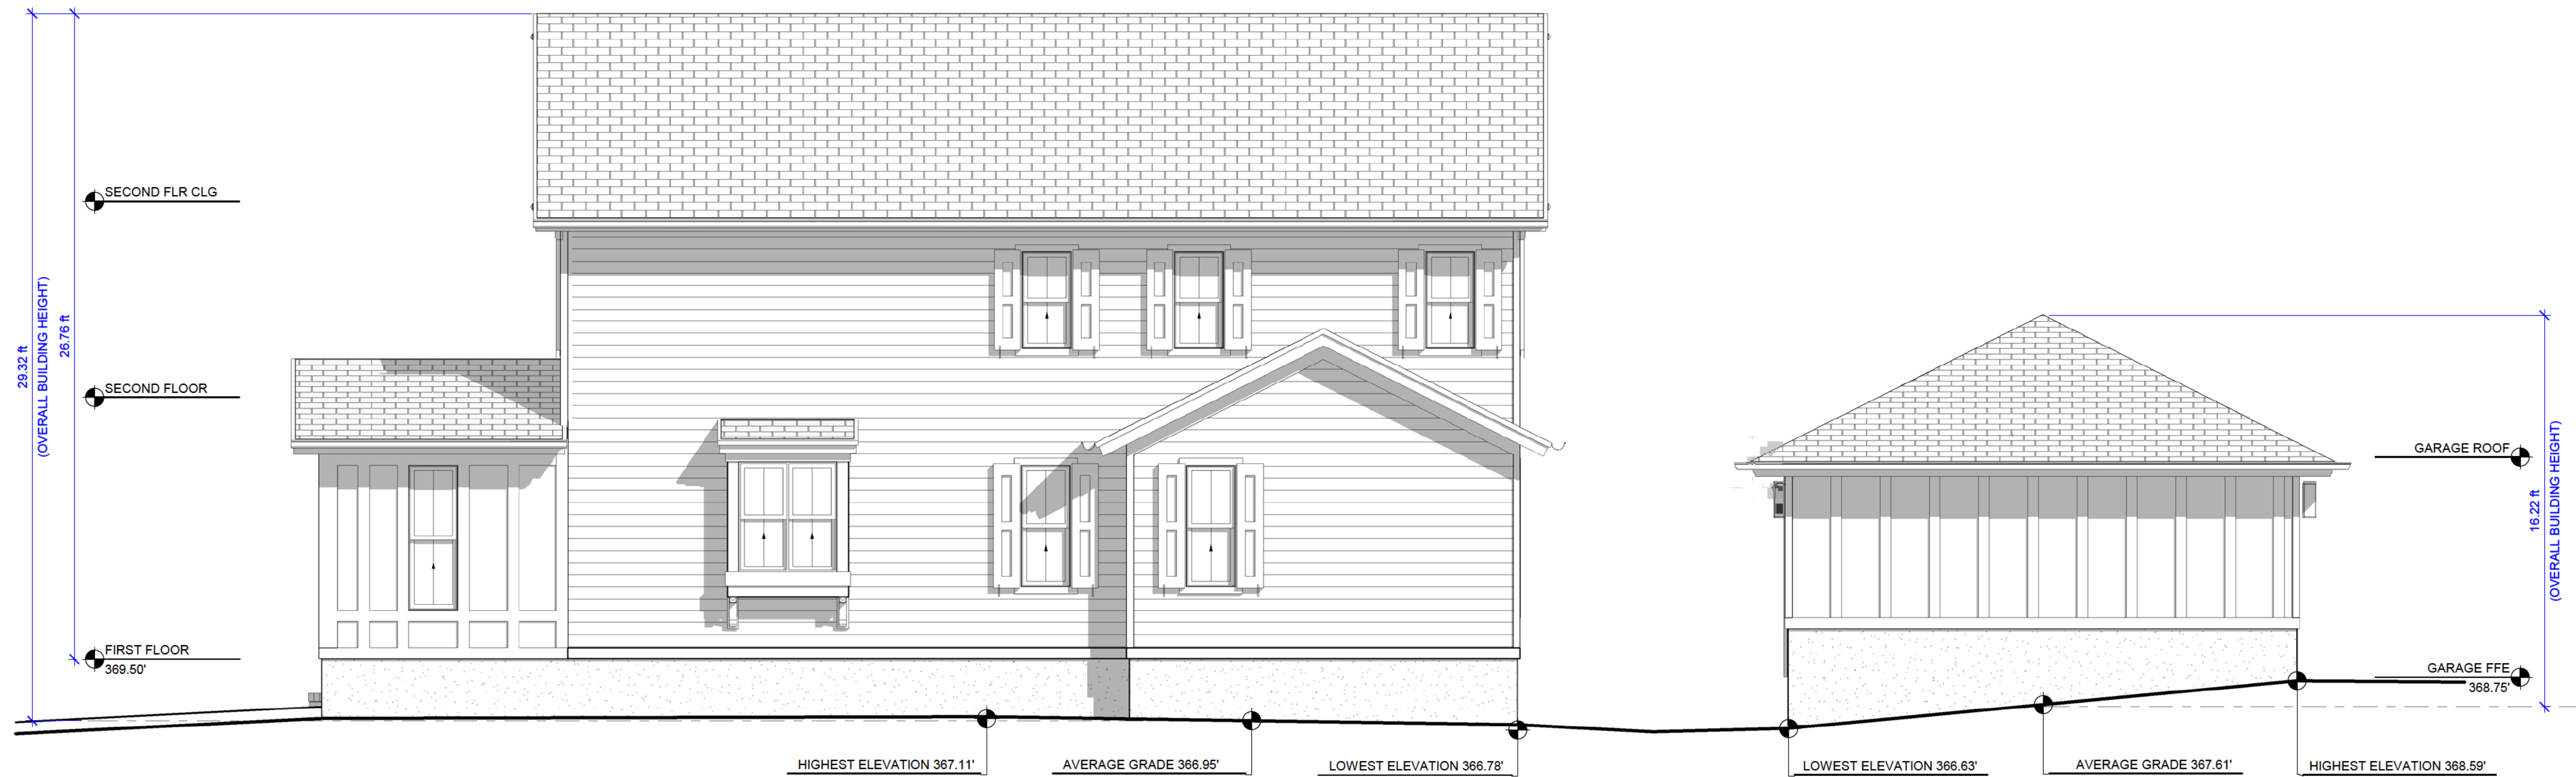 29.32 ft
(OVERALL BUILDING HEIGHT)
26.76 ft
SECOND FLR CLG
SECOND FLOOR
FIRST FLOOR
369.50'
HIGHEST ELEVATION 367.11'
AVERAGE GRADE 366.95'
LOWEST ELEVATION 366.78'
GARAGE ROOF
16.22 ft
(OVERALL BUILDING HEIGHT)
GARAGE FFE
368.75'
LOWEST ELEVATION 366.63'
AVERAGE GRADE 367.61'
HIGHEST ELEVATION 368.59'